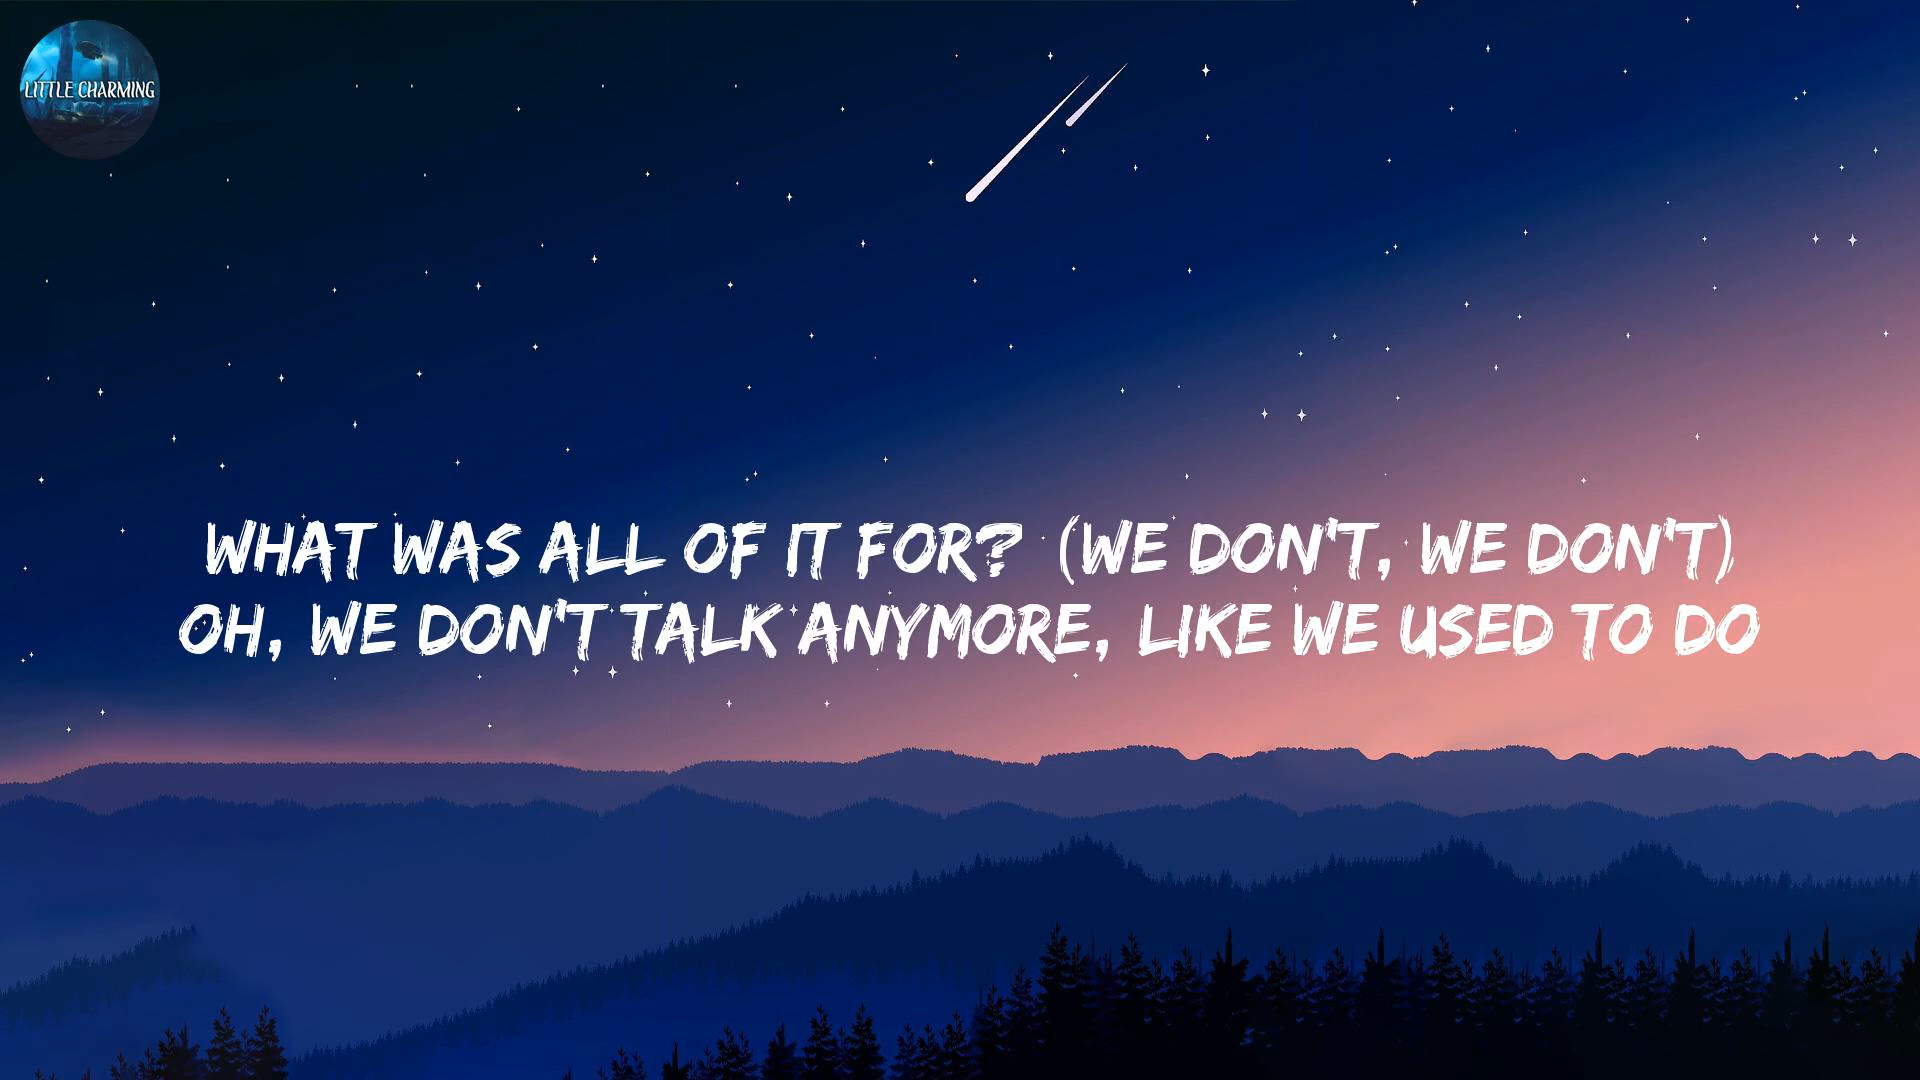 LITTLE CHARMING
WHAT WAS ALL OF IT FOR? (WE DON'T, WE DON'T)
OH, WE DON'T TALK ANYMORE, LIKE WE USED TO DO